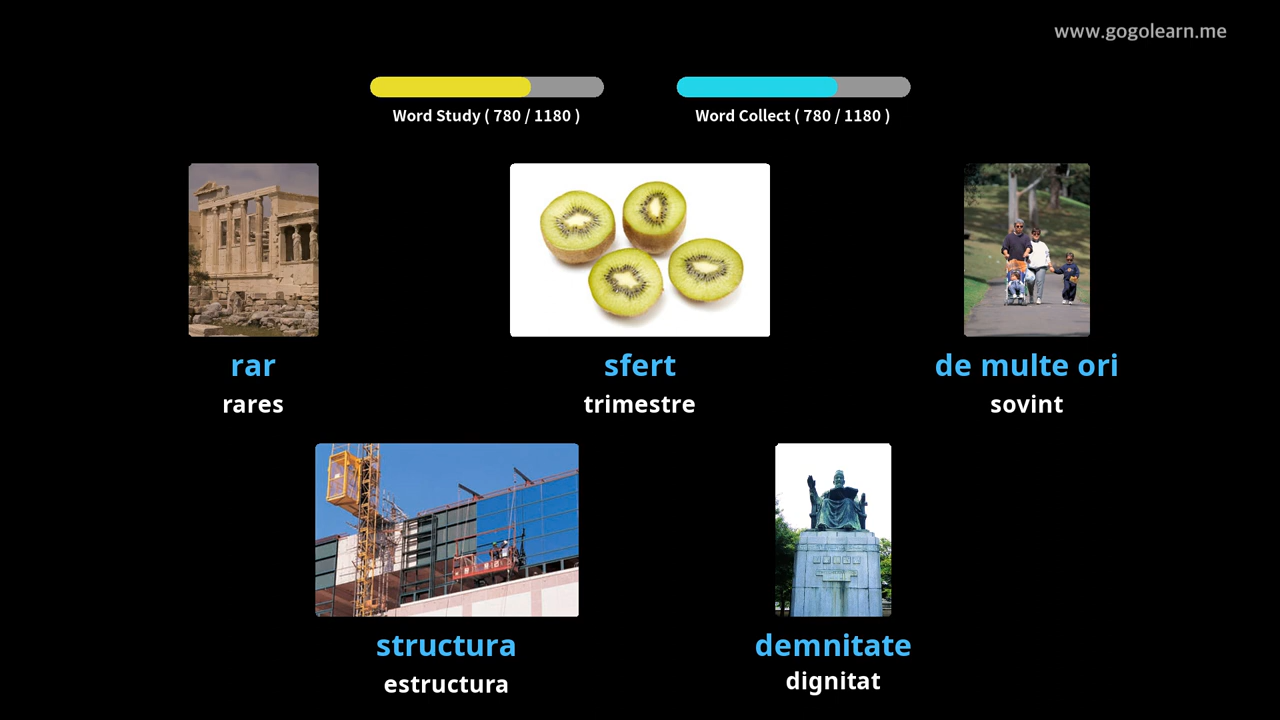 www.gogolearn.me
Word Study ( 780 / 1180 )
Word Collect ( 780 / 1180 )
rar
rares
sfert
trimestre
de multe ori
sovint
structura
estructura
demnitate
dignitat